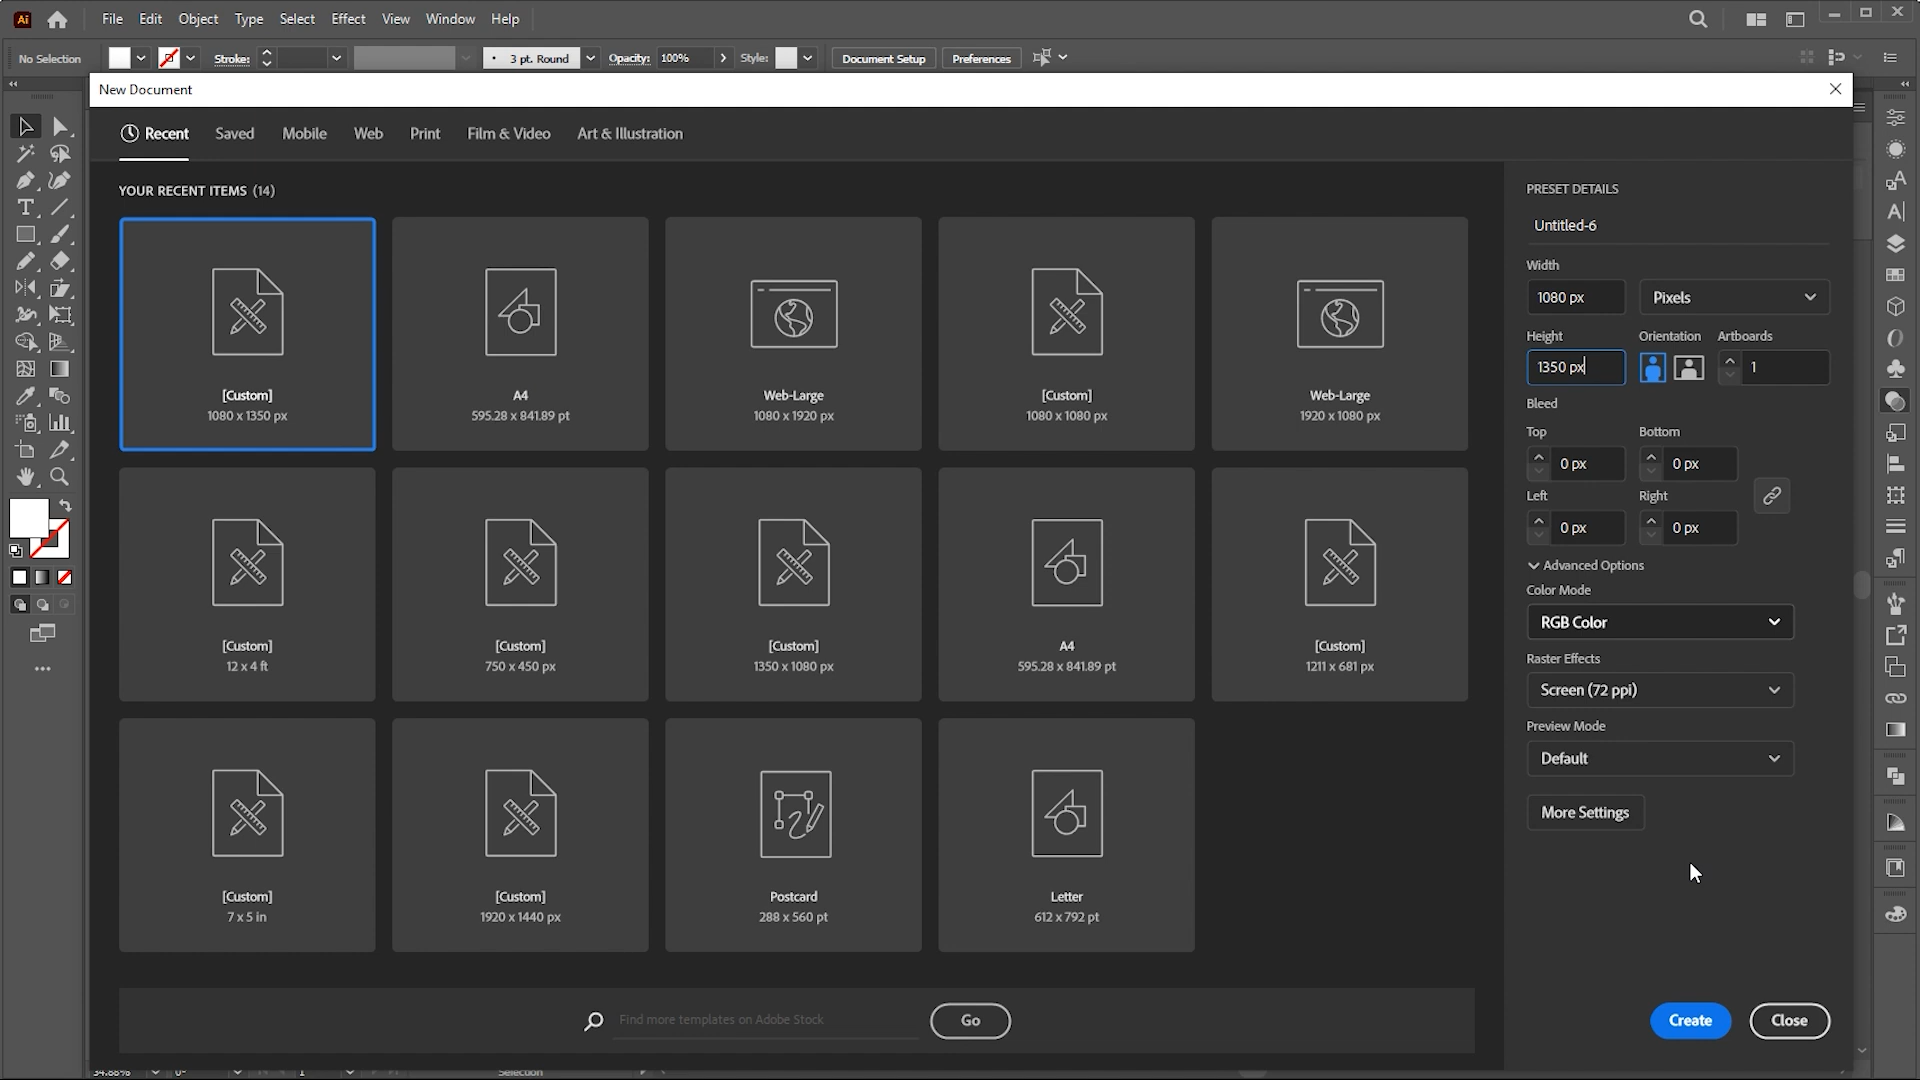 Ai File Edit Object Type Select Effect View Window Help
No Selection Stroke: 3 pt. Round Opacity: 100% Style: Document Setup Preferences
New Document
Recent Saved Mobile Web Print Film & Video Art & Illustration
YOUR RECENT ITEMS (14)
[Custom] A4 Web-Large [Custom] Web-Large
1080 x 1350 px 595.28 x 841.89 pt 1080 x 1920 px 1080 x 1080 px 1920 x 1080 px
[Custom] [Custom] [Custom] A4 [Custom]
12 x 4 ft 750 x 450 px 1350 x 1080 px 595.28 x 841.89 pt 1211 x 681 px
[Custom] [Custom] Postcard Letter
7 x 5 in 1920 x 1440 px 288 x 560 pt 612 x 792 pt
Find more templates on Adobe Stock Go
PRESET DETAILS
Untitled-6
Width
1080 px Pixels
Height Orientation Artboards
1350 px 1
Bleed
Top Bottom
0 px 0 px
Left Right
0 px 0 px
Advanced Options
Color Mode
RGB Color
Raster Effects
Screen (72 ppi)
Preview Mode
Default
More Settings
Create Close
34.88% 0° 1 Selection